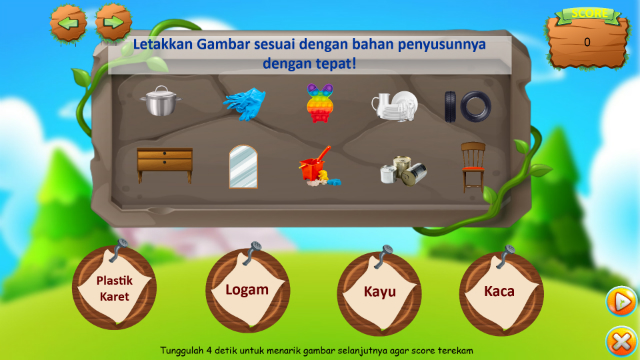 SCORE
0
Letakkan Gambar sesuai dengan bahan penyusunnya
dengan tepat!
Plastik
Karet
Logam
Kayu
Kaca
Tunggulah 4 detik untuk menarik gambar selanjutnya agar score terekam